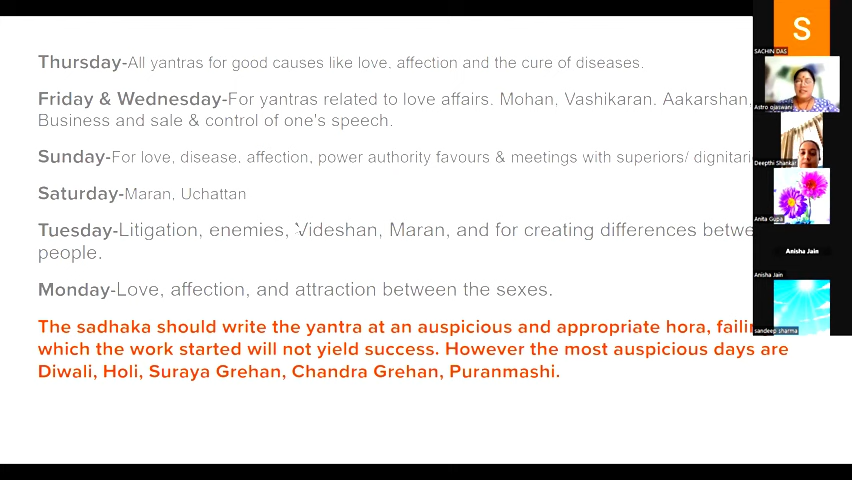 Thursday-All yantras for good causes like love, affection and the cure of diseases.
Friday & Wednesday-For yantras related to love affairs. Mohan, Vashikaran. Aakarshan,
Business and sale & control of one's speech.
Sunday-For love, disease, affection, power authority favours & meetings with superiors/
Saturday-Maran, Uchattan
Tuesday-Litigation, enemies, Videshan, Maran, and for creating differences
people.
Monday-Love, affection, and attraction between the sexes.
The sadhaka should write the yantra at an auspicious and appropriate hora,
which the work started will not yield success. However the most auspicious days are
Diwali, Holi, Suraya Grehan, Chandra Grehan, Puranmashi.
S
SACHIN DAS
Astro ojaswani
Deepthi Shankar
Anita Gupa
Anisha Jain
Anisha Jain
sandeep sharma